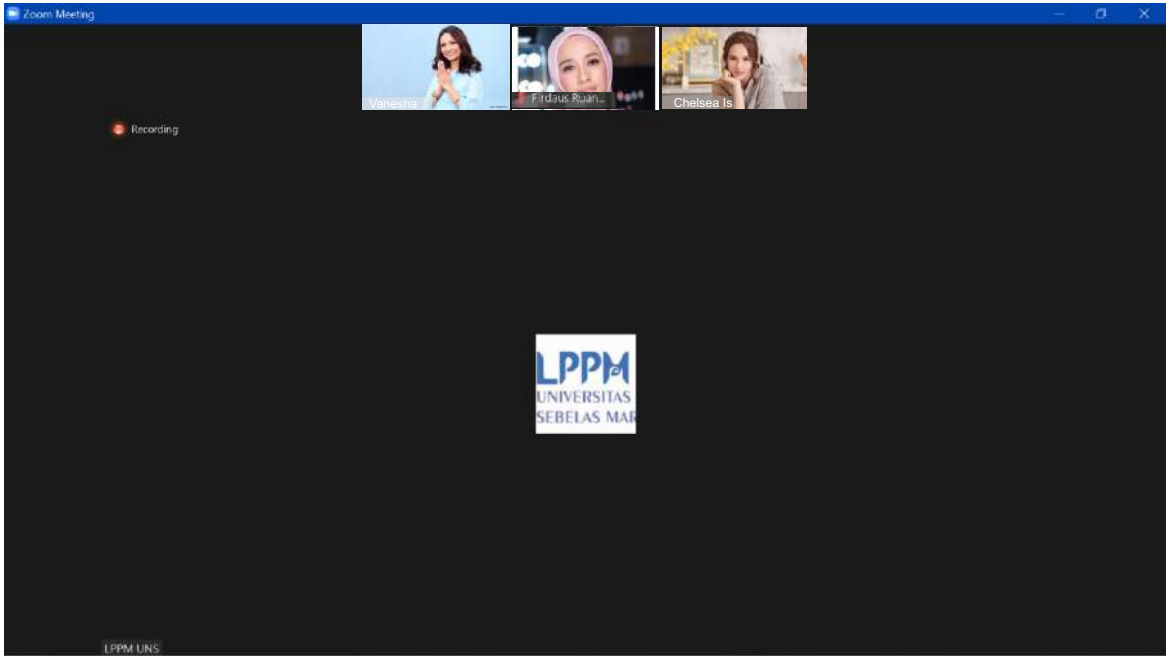 Zoom Meeting
Vanesha
Firdaus Ruan...
Chelsea Is
Recording
LPPM
UNIVERSITAS
SEBELAS MAR
LPPM UNS